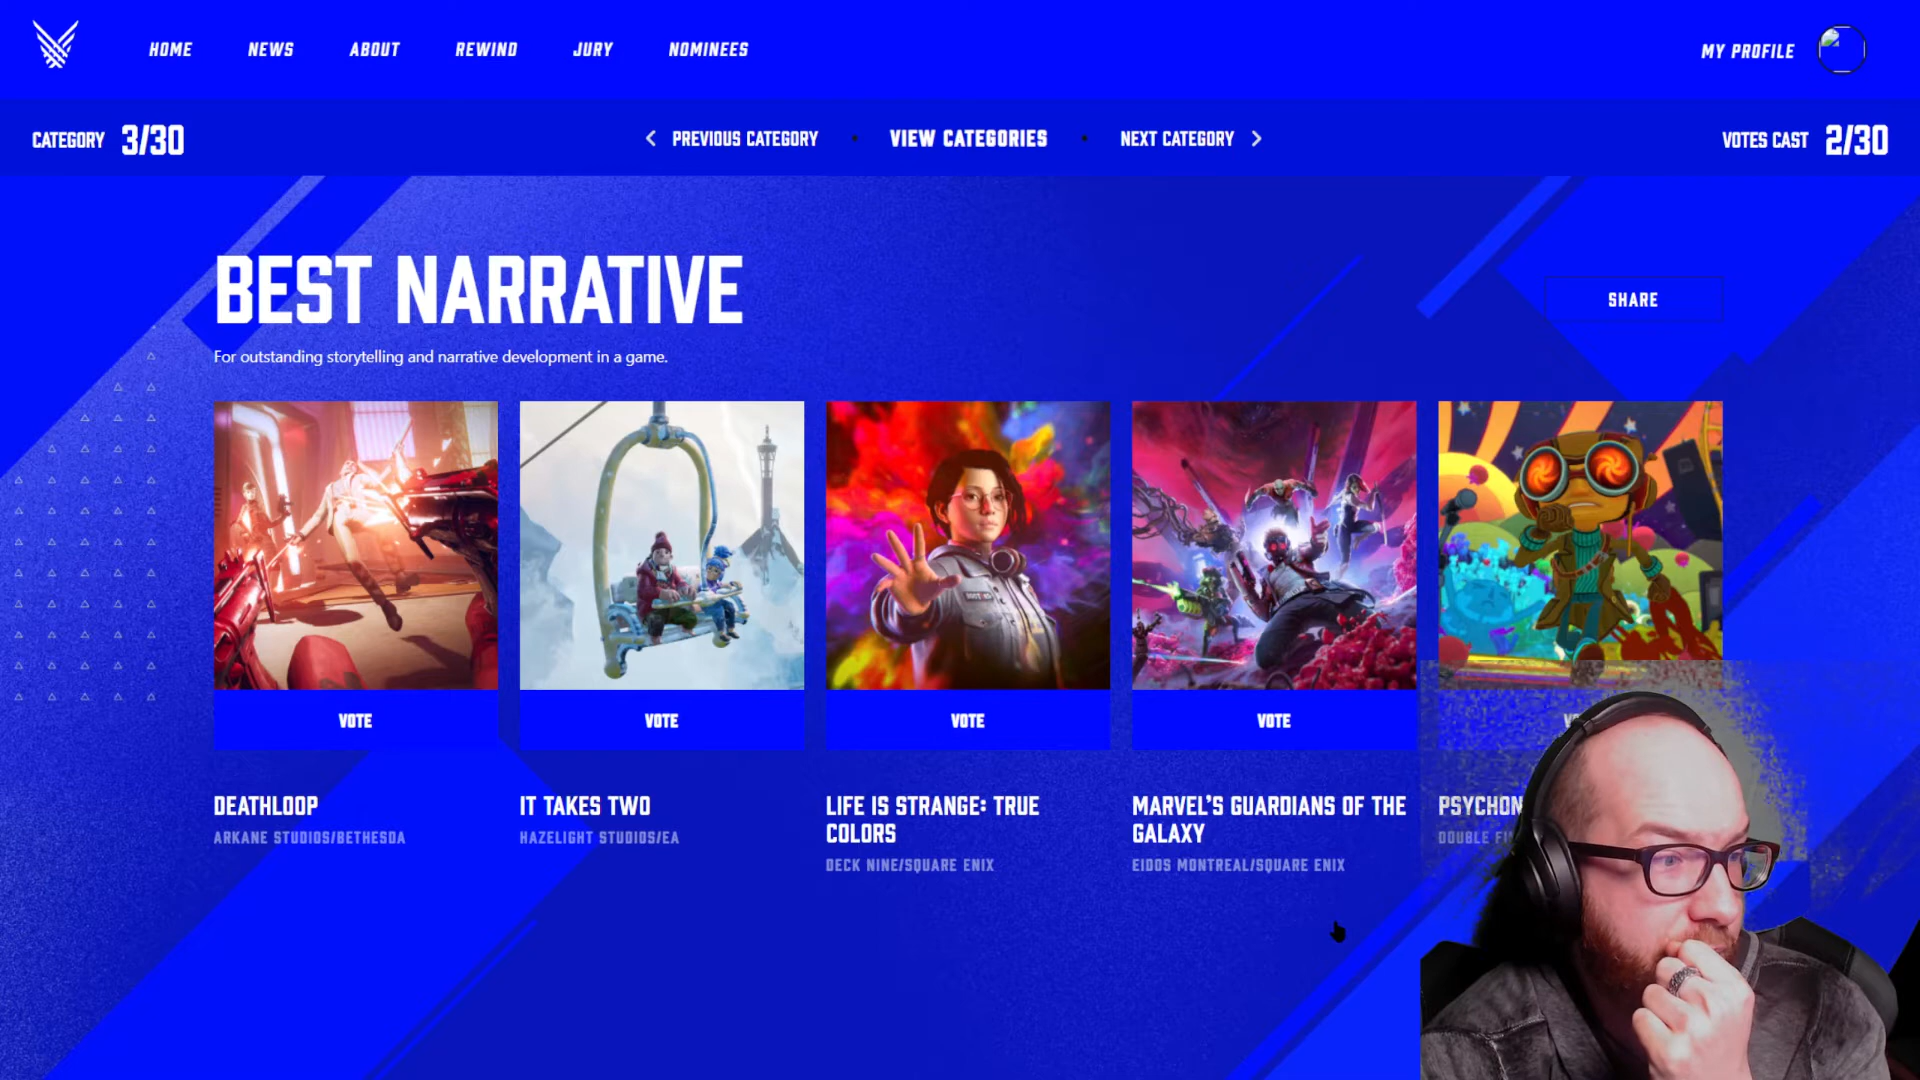 HOME NEWS ABOUT REWIND JURY NOMINEES MY PROFILE
CATEGORY 3/30 PREVIOUS CATEGORY VIEW CATEGORIES NEXT CATEGORY VOTES CAST 2/30
BEST NARRATIVE
SHARE
For outstanding storytelling and narrative development in a game.
VOTE VOTE VOTE VOTE
DEATHLOOP
ARKANE STUDIOS/BETHESDA
IT TAKES TWO
HAZELIGHT STUDIOS/EA
LIFE IS STRANGE: TRUE
COLORS
DECK NINE/SQUARE ENIX
MARVEL'S GUARDIANS OF THE
GALAXY
EIDOS MONTREAL/SQUARE ENIX
PSYCHON
DOUBLE FI